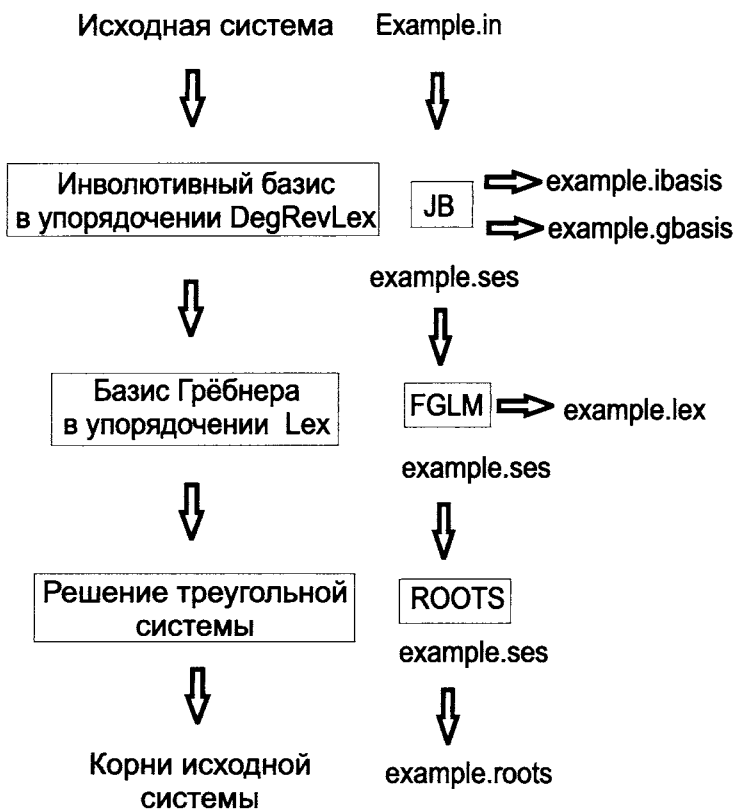 Исходная система Example.in
Инволютивный базис
в упорядочении DegRevLex
JB
example.ibasis
example.gbasis
example.ses
Базис Грёбнера
в упорядочении Lex
FGLM
example.lex
example.ses
Решение треугольной
системы
ROOTS
example.ses
Корни исходной
системы
example.roots